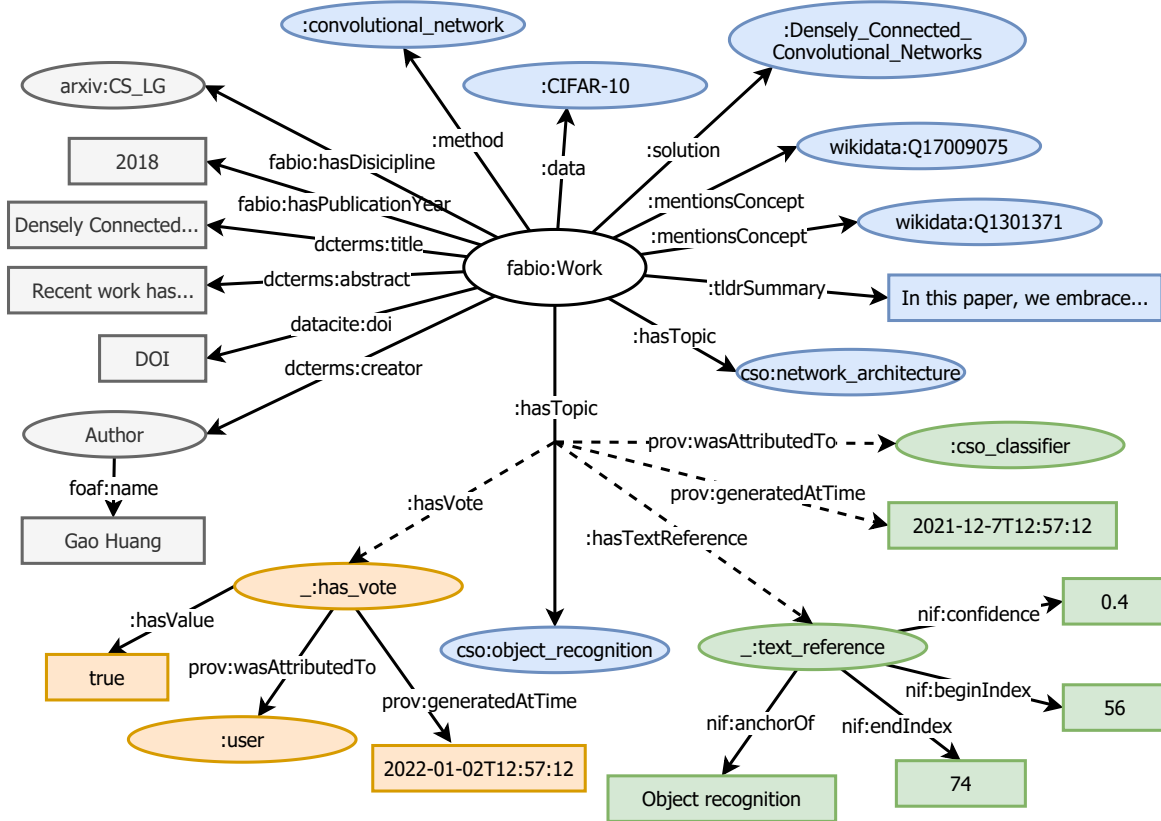 :convolutional_network
:Densely_Connected_
Convolutional_Networks
arxiv:CS_LG
:CIFAR-10
:method
2018
fabio:hasDisicipline
:data
:solution
wikidata:Q17009075
fabio:hasPublicationYear
:mentionsConcept
Densely Connected...
dcterms:title
:mentionsConcept
wikidata:Q1301371
fabio:Work
Recent work has...
dcterms:abstract
:tldrSummary
In this paper, we embrace...
datacite:doi
:hasTopic
DOI
dcterms:creator
cso:network_architecture
:hasTopic
Author
prov:wasAttributedTo
:cso_classifier
foaf:name
:hasVote
prov:generatedAtTime
2021-12-7T12:57:12
Gao Huang
:hasTextReference
_:has_vote
nif:confidence
0.4
:hasValue
cso:object_recognition
_:text_reference
true
prov:wasAttributedTo
nif:beginIndex
prov:generatedAtTime
56
nif:anchorOf
nif:endIndex
:user
2022-01-02T12:57:12
Object recognition
74